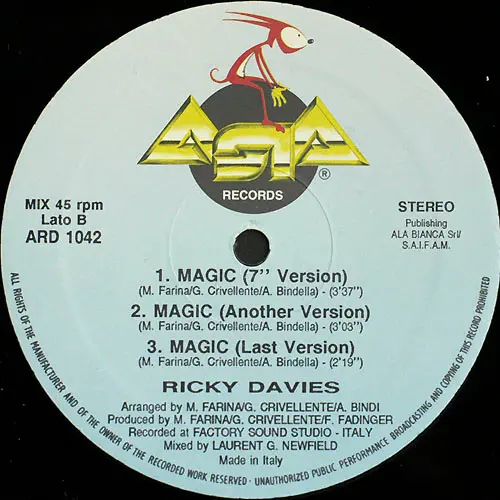 ASIA
RECORDS
®
MIX 45 rpm
Lato B
ARD 1042
STEREO
Publishing
ALA BIANCA Srl/
S.A.I.F.A.M.
1. MAGIC (7'' Version)
(M. Farina/G. Crivellente/A. Bindella) - (3'37'')
2. MAGIC (Another Version)
(M. Farina/G. Crivellente/A. Bindella) - (3'03'')
3. MAGIC (Last Version)
(M. Farina/G. Crivellente/A. Bindella) - (2'19'')
RICKY DAVIES
Arranged by M. FARINA/G. CRIVELLENTE/A. BINDI
Produced by M. FARINA/G. CRIVELLENTE/F. FADINGER
Recorded at FACTORY SOUND STUDIO - ITALY
Mixed by LAURENT G. NEWFIELD
Made in Italy
ALL RIGHTS OF THE MANUFACTURER AND OF THE OWNER OF THE RECORDED WORK RESERVED - UNAUTHORIZED PUBLIC PERFORMANCE BROADCASTING AND COPYING OF THIS RECORD PROHIBITED